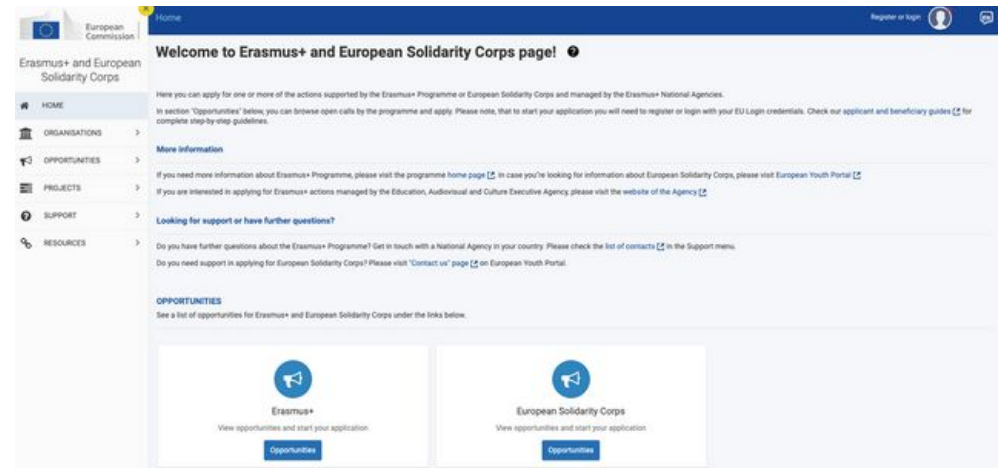 European
Commission
Erasmus+ and European
Solidarity Corps
HOME
ORGANISATIONS
OPPORTUNITIES
PROJECTS
SUPPORT
RESOURCES
Home
Register or login
EN
Welcome to Erasmus+ and European Solidarity Corps page!
Here you can apply for one or more of the actions supported by the Erasmus+ Programme or European Solidarity Corps and managed by the Erasmus+ National Agencies.
In section "Opportunities" below, you can browse open calls by the programme and apply. Please note, that to start your application you will need to register or login with your EU Login credentials. Check our applicant and beneficiary guides for
complete step-by-step guidelines.
More information
If you need more information about Erasmus+ Programme, please visit the programme home page. In case you're looking for information about European Solidarity Corps, please visit European Youth Portal
If you are interested in applying for Erasmus+ actions managed by the Education, Audiovisual and Culture Executive Agency, please visit the website of the Agency
Looking for support or have further questions?
Do you have further questions about the Erasmus+ Programme? Get in touch with a National Agency in your country. Please check the list of contacts in the Support menu.
Do you need support in applying for European Solidarity Corps? Please visit "Contact us" page on European Youth Portal.
OPPORTUNITIES
See a list of opportunities for Erasmus+ and European Solidarity Corps under the links below.
Erasmus+
View opportunities and start your application
Opportunities
European Solidarity Corps
View opportunities and start your application
Opportunities